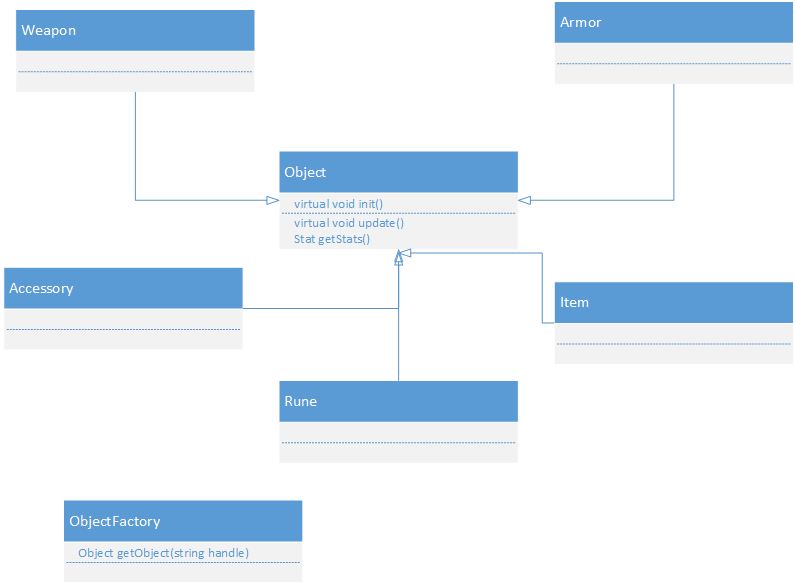 Weapon
Armor
Object
virtual void init()
virtual void update()
Stat getStats()
Accessory
Item
Rune
ObjectFactory
Object getObject(string handle)